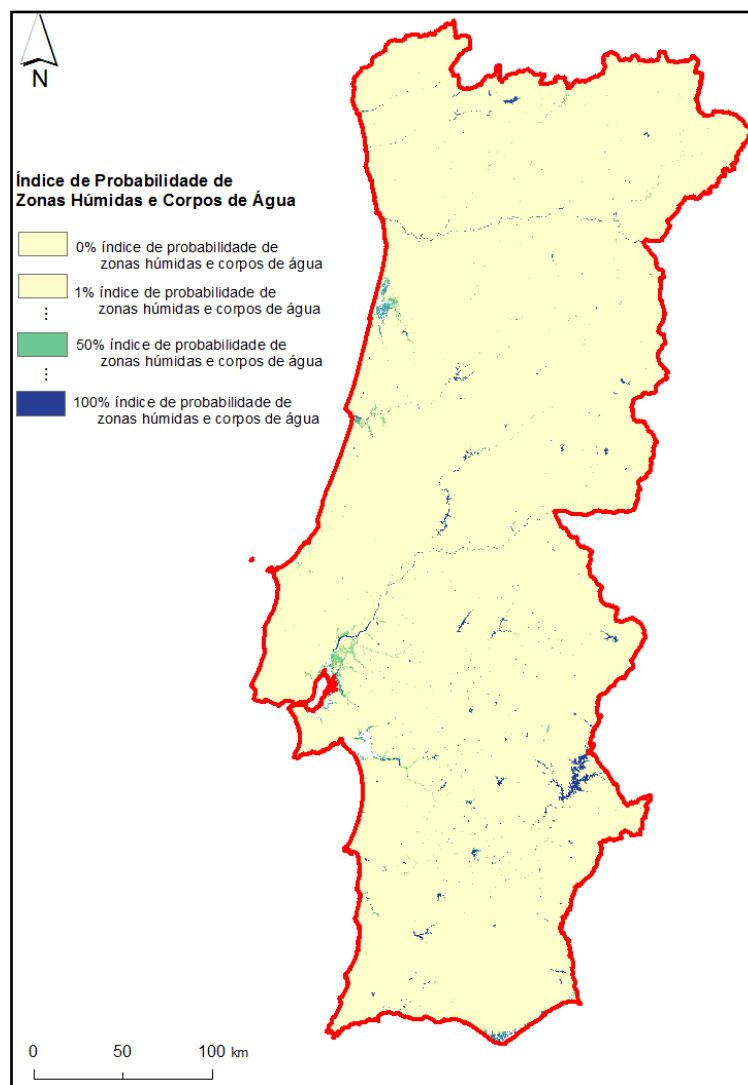 N
Índice de Probabilidade de
Zonas Húmidas e Corpos de Água
0% índice de probabilidade de
zonas húmidas e corpos de água
1% índice de probabilidade de
zonas húmidas e corpos de água
50% índice de probabilidade de
zonas húmidas e corpos de água
100% índice de probabilidade de
zonas húmidas e corpos de água
0 50 100 km